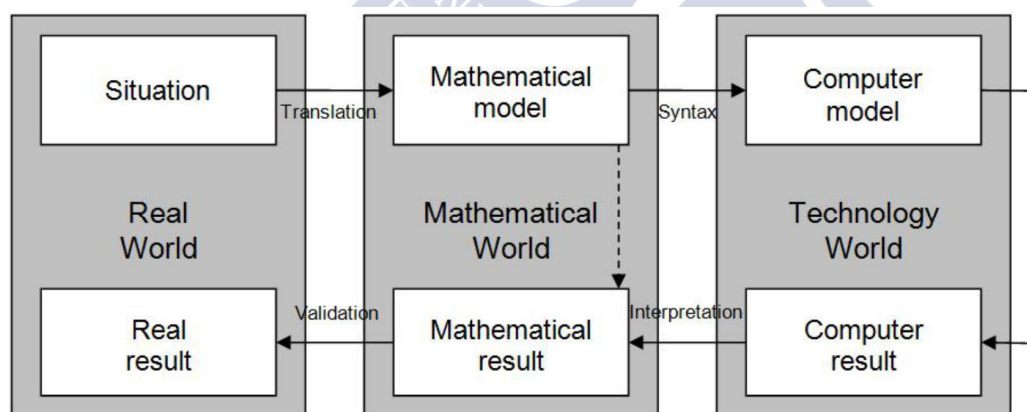 Situation
Translation
Mathematical
model
Syntax
Computer
model
Real
World
Mathematical
World
Technology
World
Real
result
Validation
Mathematical
result
Interpretation
Computer
result